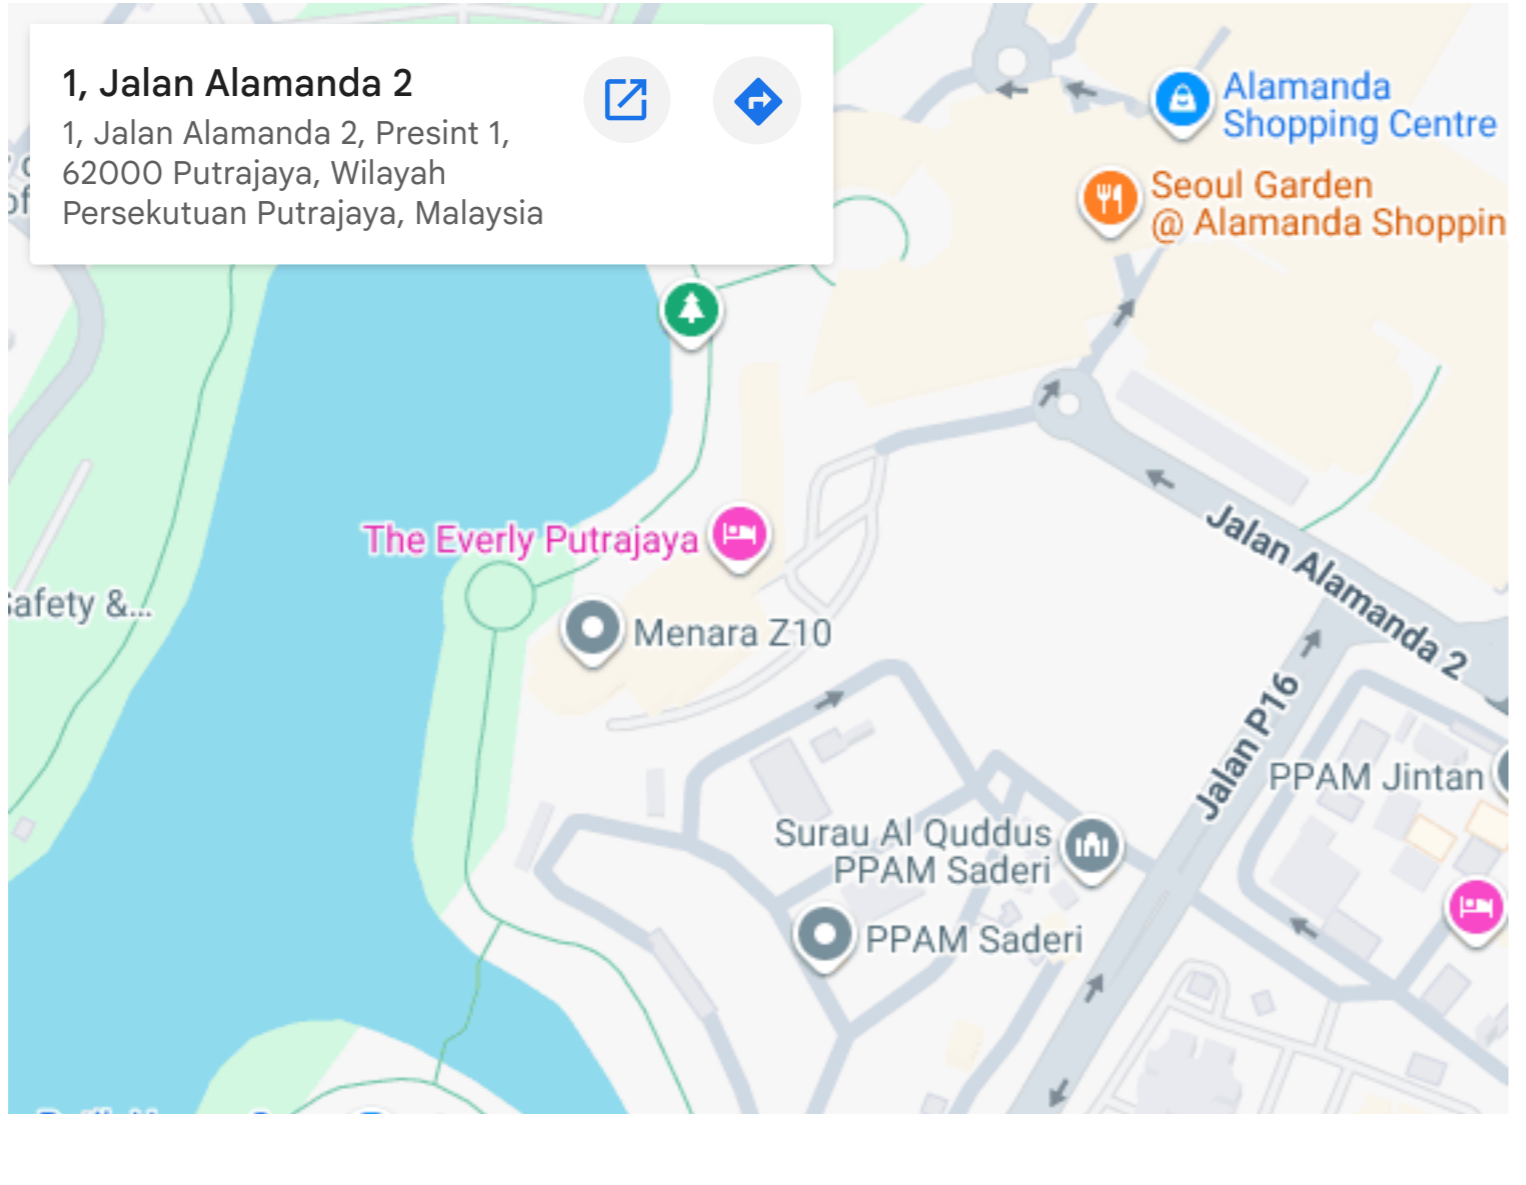 1, Jalan Alamanda 2
1, Jalan Alamanda 2, Presint 1,
62000 Putrajaya, Wilayah
Persekutuan Putrajaya, Malaysia
Alamanda
Shopping Centre
Seoul Garden
@ Alamanda Shoppin
The Everly Putrajaya
Jalan Alamanda 2
afety &...
Menara Z10
Jalan P16
PPAM Jintan
Surau Al Quddus
PPAM Saderi
PPAM Saderi